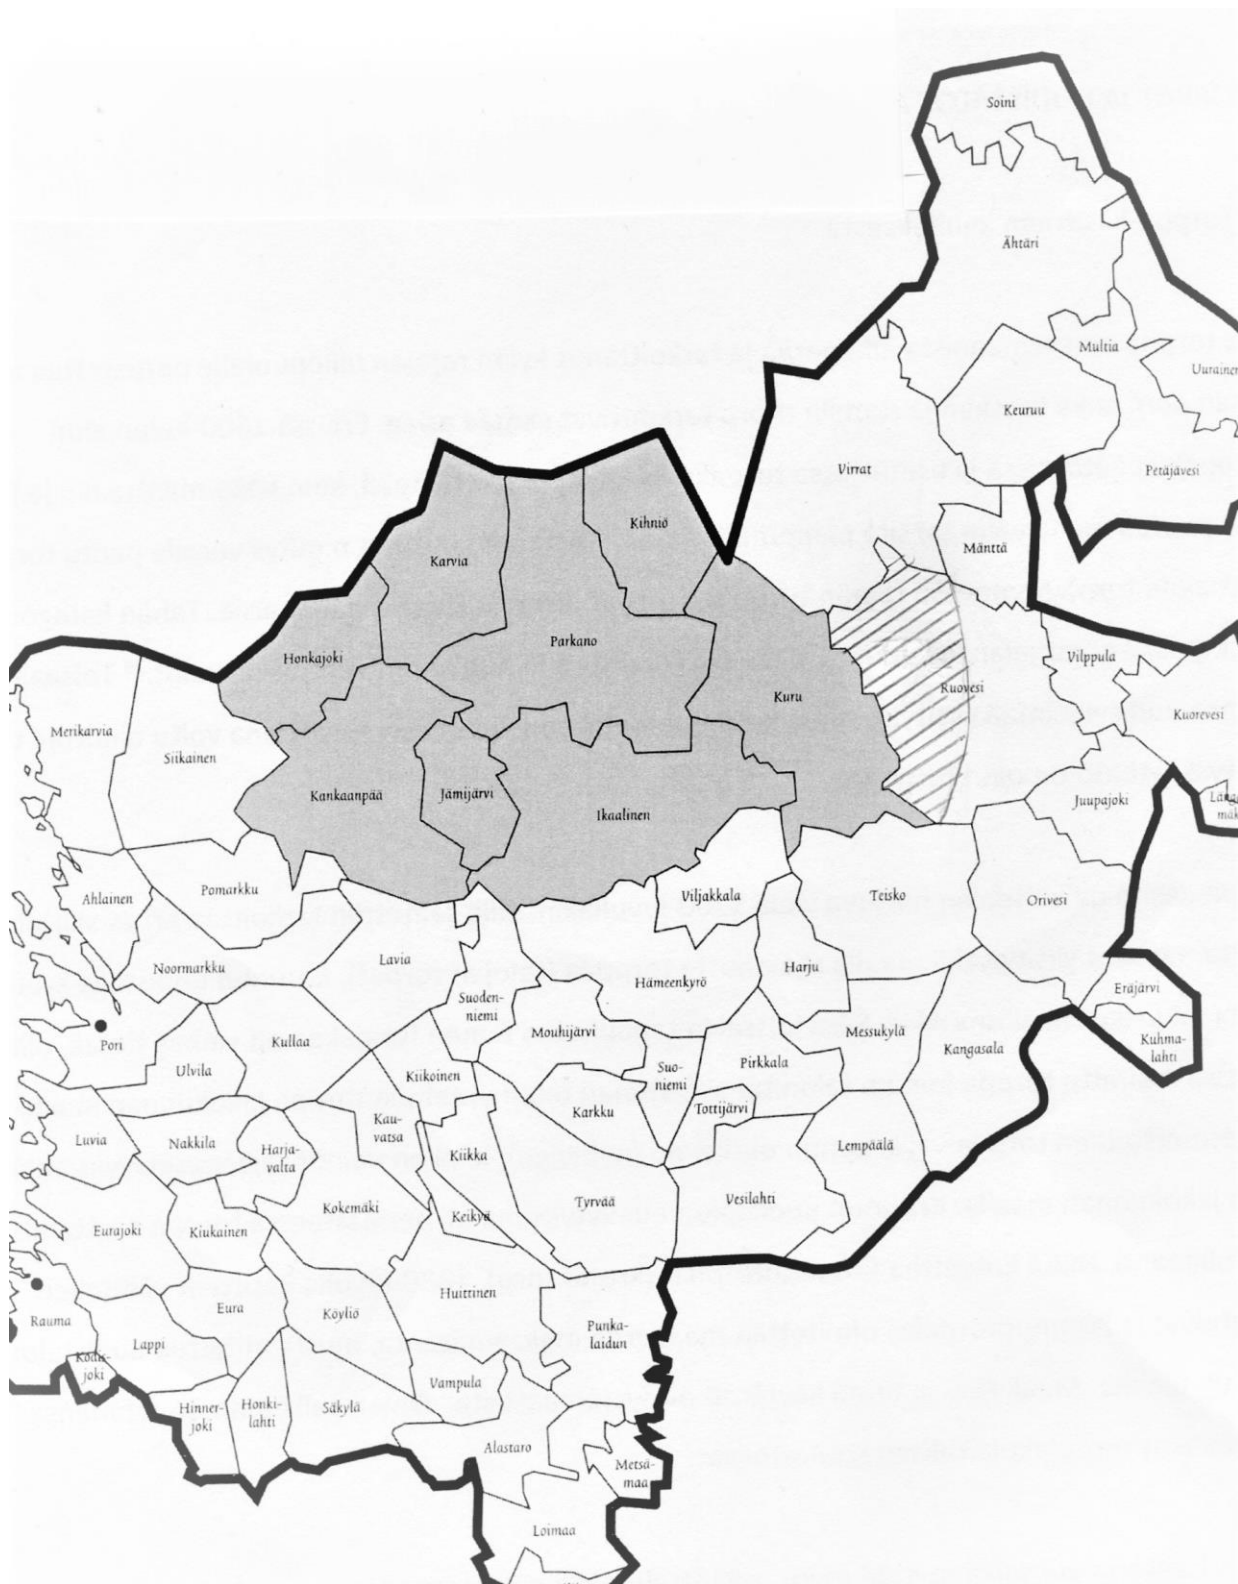 Soini
Ähtäri
Multia
Uurainen
Keuruu
Virrat
Petäjävesi
Kihniö
Mänttä
Karvia
Parkano
Honkajoki
Vilppula
Ruovesi
Kuru
Kuorevesi
Merikarvia
Siikainen
Kankaanpää
Jämijärvi
Juupajoki
Ikaalinen
Pomarkku
Viljakkala
Teisko
Ahlainen
Orivesi
Lavia
Noormarkku
Harju
Hämeenkyrö
Eräjärvi
Suoden-
niemi
Mouhijärvi
Messukylä
Kullaa
Pori
Kangasala
Kuhma-
lahti
Pirkkala
Suo-
niemi
Ulvila
Kiikoinen
Karkku
Tottijärvi
Kau-
vatsa
Luvia
Nakkila
Harja-
valta
Lempäälä
Kiikka
Vesilahti
Tyrvää
Kokemäki
Keikyä
Eurajoki
Kiukainen
Huittinen
Eura
Köyliö
Rauma
Punka-
laidun
Lappi
joki
Vampula
Hinner-
joki
Honki-
lahti
Säkylä
Alastaro
Metsä-
maa
Loimaa